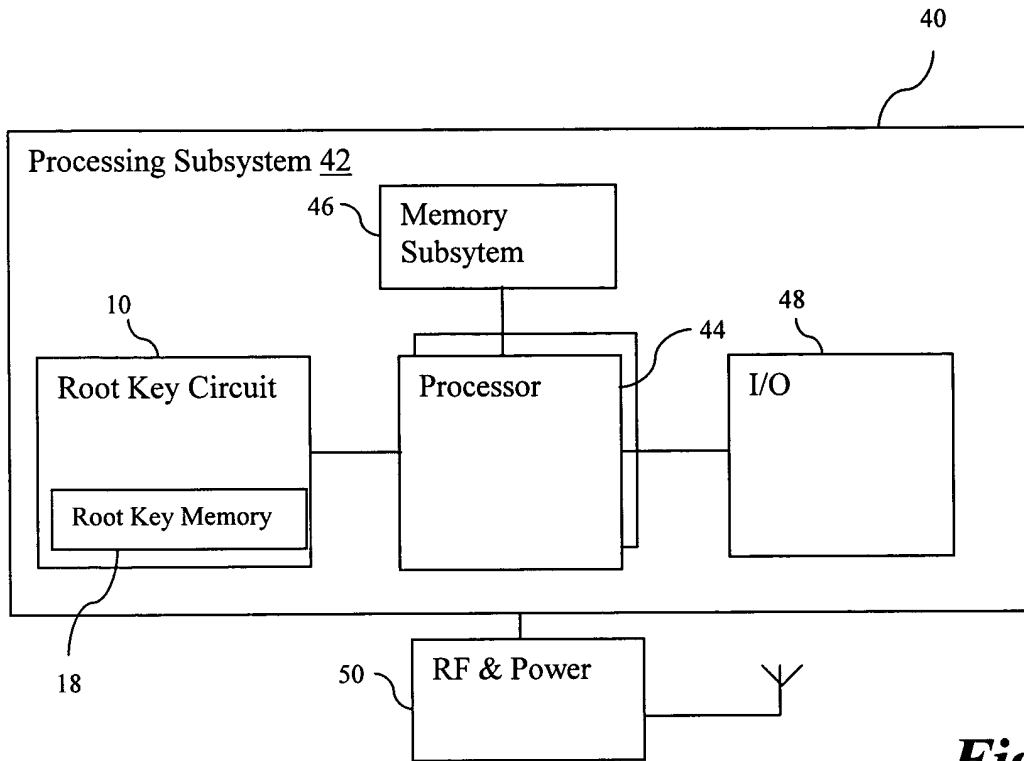 40
Processing Subsystem 42
46
Memory
Subsytem
10
44
48
Root Key Circuit
Processor
I/O
Root Key Memory
18
50
RF & Power